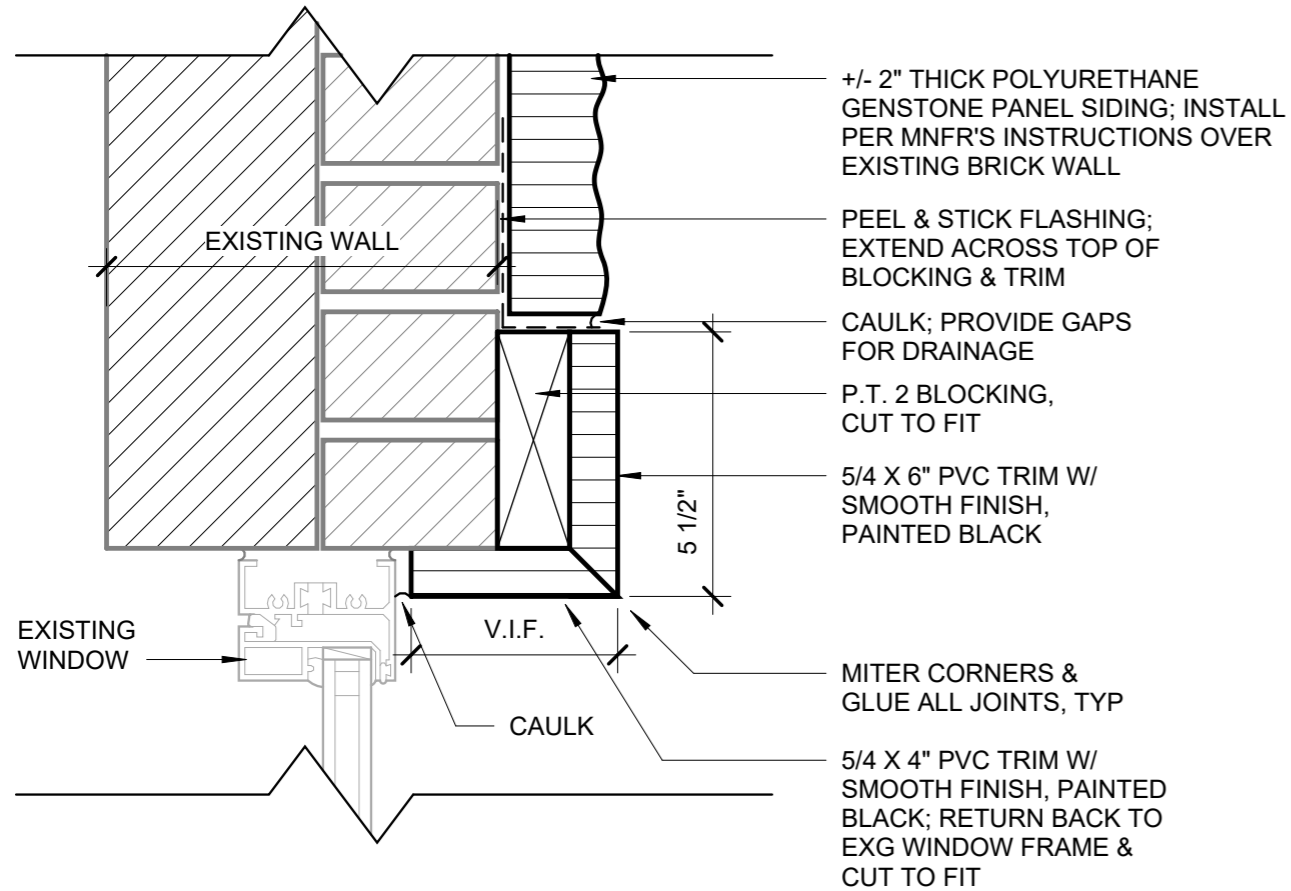 +/- 2" THICK POLYURETHANE
GENSTONE PANEL SIDING; INSTALL
PER MNFR'S INSTRUCTIONS OVER
EXISTING BRICK WALL
PEEL & STICK FLASHING;
EXTEND ACROSS TOP OF
BLOCKING & TRIM
EXISTING WALL
CAULK; PROVIDE GAPS
FOR DRAINAGE
P.T. 2 BLOCKING,
CUT TO FIT
5/4 X 6" PVC TRIM W/
SMOOTH FINISH,
PAINTED BLACK
5 1/2"
EXISTING
WINDOW
V.I.F.
CAULK
MITER CORNERS &
GLUE ALL JOINTS, TYP
5/4 X 4" PVC TRIM W/
SMOOTH FINISH, PAINTED
BLACK; RETURN BACK TO
EXG WINDOW FRAME &
CUT TO FIT